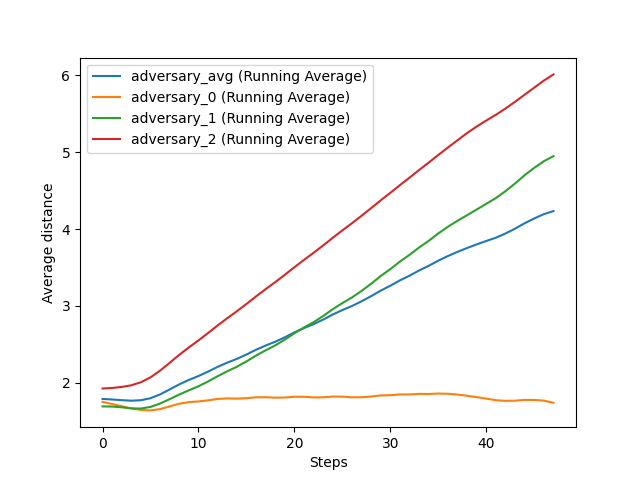 adversary_avg (Running Average)
adversary_0 (Running Average)
adversary_1 (Running Average)
adversary_2 (Running Average)
6
5
4
3
2
Average distance
0 10 20 30 40
Steps